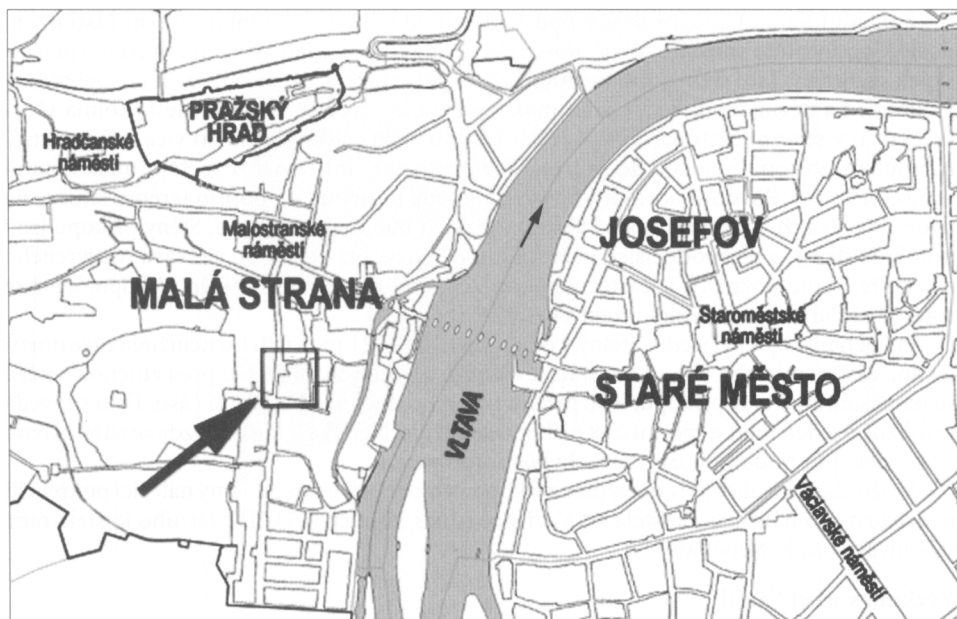 PRAŽSKÝ
HRAD
Hradčanské
náměstí
Malostranské
náměstí
MALÁ STRANA
JOSEFOV
Staroměstské
náměstí
STARÉ MĚSTO
VLTAVA
Václavské náměstí